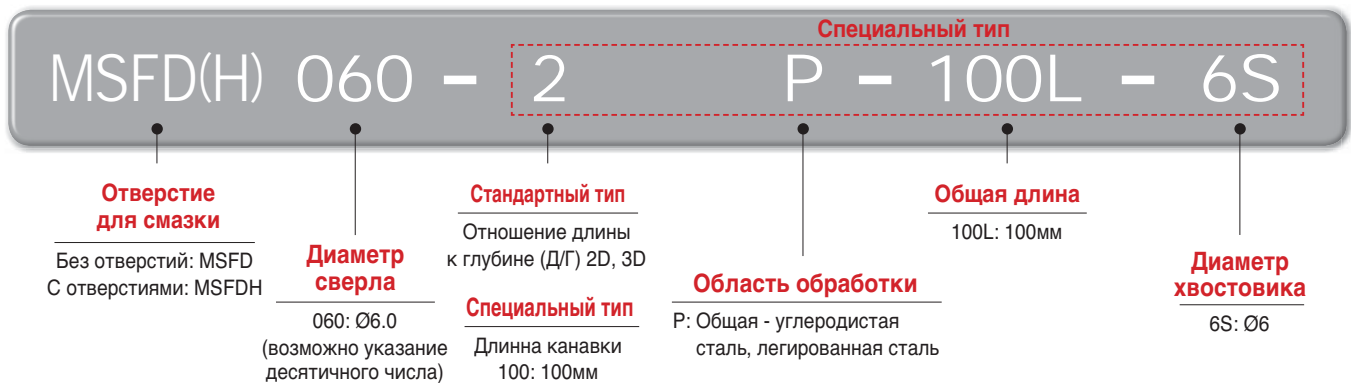 Специальный тип
MSFD(H) 060 - 2 P - 100L - 6S
Отверстие
для смазки
Без отверстий: MSFD
С отверстиями: MSFDH
Диаметр
сверла
060: Ø6.0
(возможно указание
десятичного числа)
Стандартный тип
Отношение длины
к глубине (Д/Г) 2D, 3D
Специальный тип
Длинна канавки
100: 100мм
Область обработки
P: Общая - углеродистая
сталь, легированная сталь
Общая длина
100L: 100мм
Диаметр
хвостовика
6S: Ø6